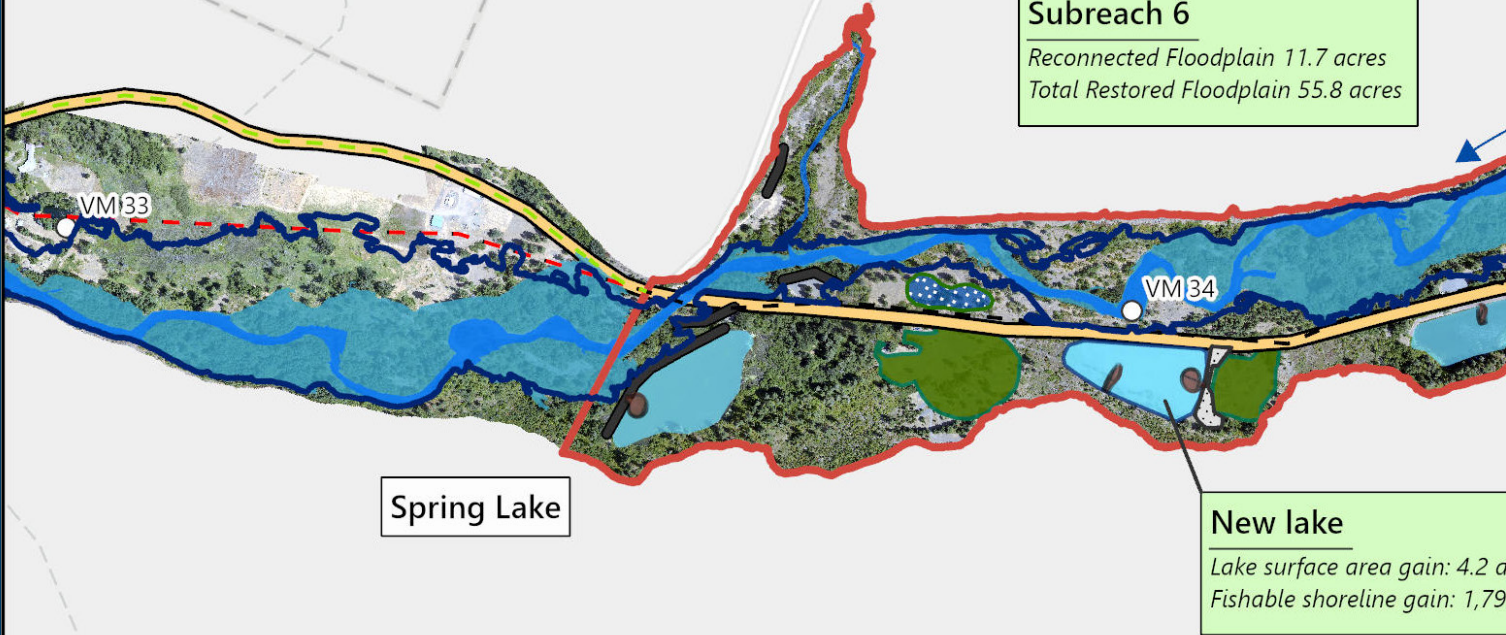 Subreach 6
Reconnected Floodplain 11.7 acres
Total Restored Floodplain 55.8 acres
VM 33
VM 34
Spring Lake
New lake
Lake surface area gain: 4.2 a
Fishable shoreline gain: 1,79